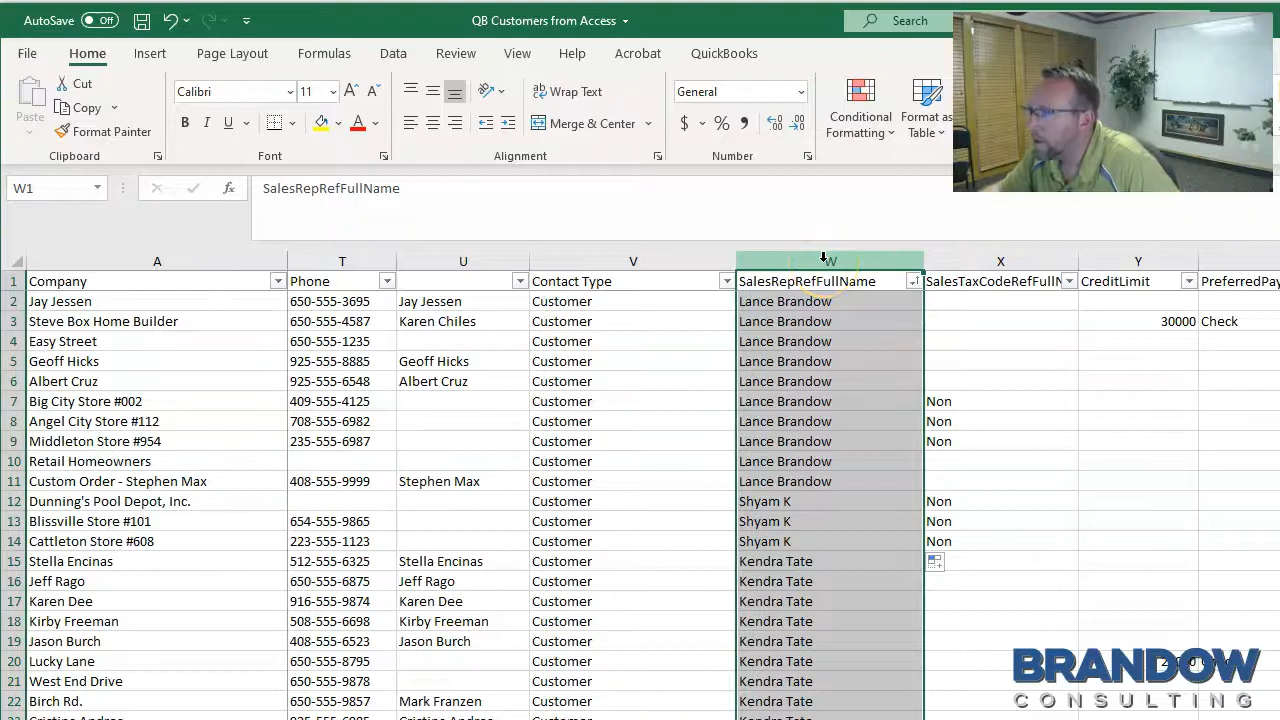 AutoSave Off QB Customers from Access Search
File Home Insert Page Layout Formulas Data Review View Help Acrobat QuickBooks
Paste Cut Copy Format Painter Calibri 11 Wrap Text Merge & Center General Conditional Formatting Format as Table
Clipboard Font Alignment Number
W1 fx SalesRepRefFullName
A T U V W X Y
1 Company Phone Contact Type SalesRepRefFullName SalesTaxCodeRefFullN CreditLimit PreferredPay
2 Jay Jessen 650-555-3695 Jay Jessen Customer Lance Brandow
3 Steve Box Home Builder 650-555-4587 Karen Chiles Customer Lance Brandow 30000 Check
4 Easy Street 650-555-1235 Customer Lance Brandow
5 Geoff Hicks 925-555-8885 Geoff Hicks Customer Lance Brandow
6 Albert Cruz 925-555-6548 Albert Cruz Customer Lance Brandow
7 Big City Store #002 409-555-4125 Customer Lance Brandow Non
8 Angel City Store #112 708-555-6982 Customer Lance Brandow Non
9 Middleton Store #954 235-555-6987 Customer Lance Brandow Non
10 Retail Homeowners Customer Lance Brandow
11 Custom Order - Stephen Max 408-555-9999 Stephen Max Customer Lance Brandow
12 Dunning's Pool Depot, Inc. Customer Shyam K Non
13 Blissville Store #101 654-555-9865 Customer Shyam K Non
14 Cattleton Store #608 223-555-1123 Customer Shyam K Non
15 Stella Encinas 512-555-6325 Stella Encinas Customer Kendra Tate
16 Jeff Rago 650-555-6875 Jeff Rago Customer Kendra Tate
17 Karen Dee 916-555-9874 Karen Dee Customer Kendra Tate
18 Kirby Freeman 508-555-6698 Kirby Freeman Customer Kendra Tate
19 Jason Burch 408-555-6523 Jason Burch Customer Kendra Tate
20 Lucky Lane 650-555-8795 Customer Kendra Tate
21 West End Drive 650-555-9878 Customer Kendra Tate
22 Birch Rd. 650-555-9857 Mark Franzen Customer Kendra Tate
BRANDOW
CONSULTING